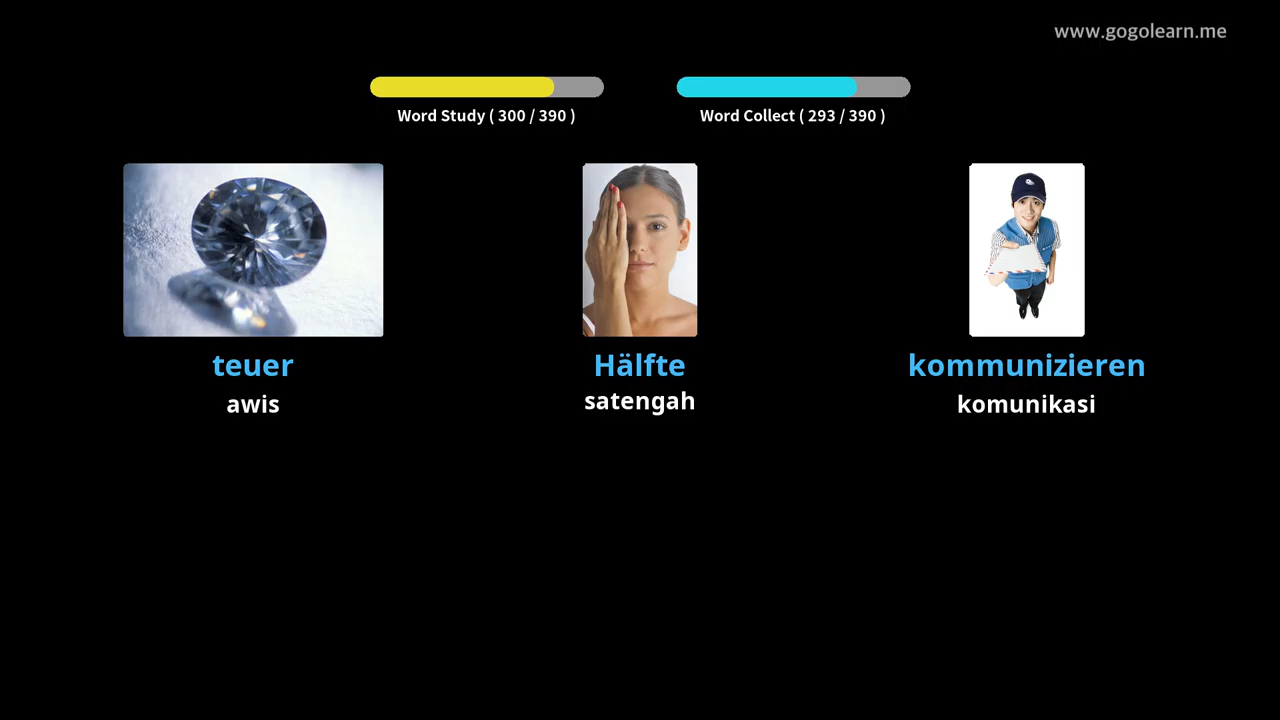 www.gogolearn.me
Word Study ( 300 / 390 )
Word Collect ( 293 / 390 )
teuer
awis
Hälfte
satengah
kommunizieren
komunikasi